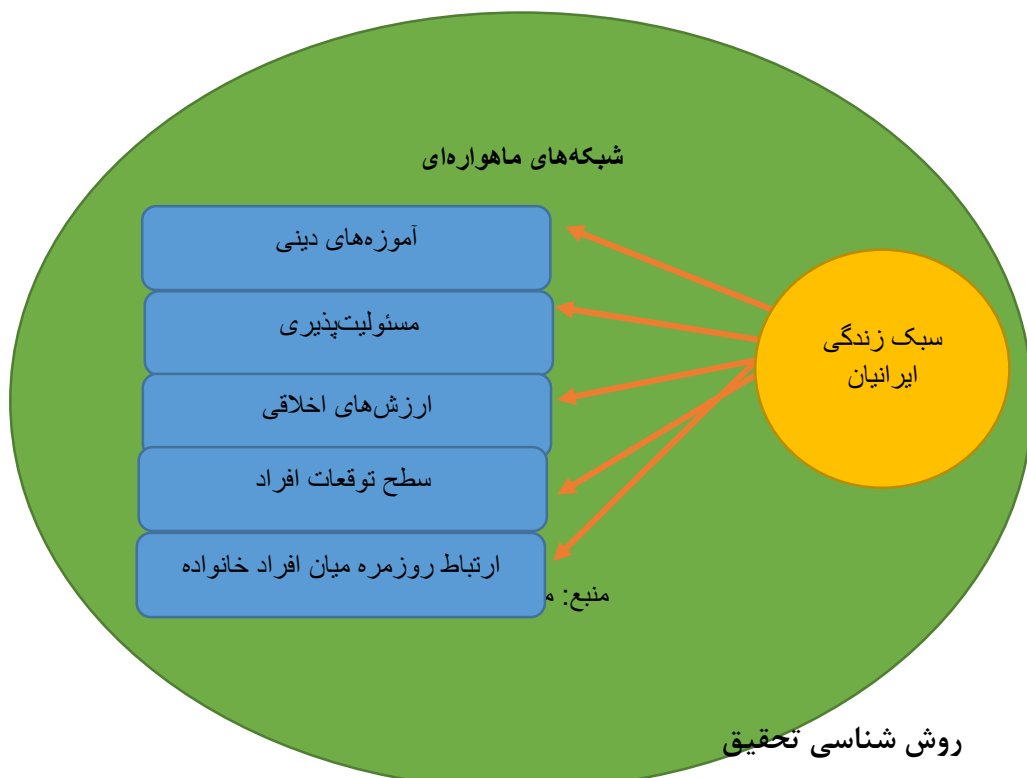 شبکه‌های ماهواره‌ای
آموزه‌های دینی
مسئولیت‌پذیری
ارزش‌های اخلاقی
سطح توقعات افراد
ارتباط روزمره میان افراد خانواده
سبک زندگی
ایرانیان
منبع:
روش شناسی تحقیق